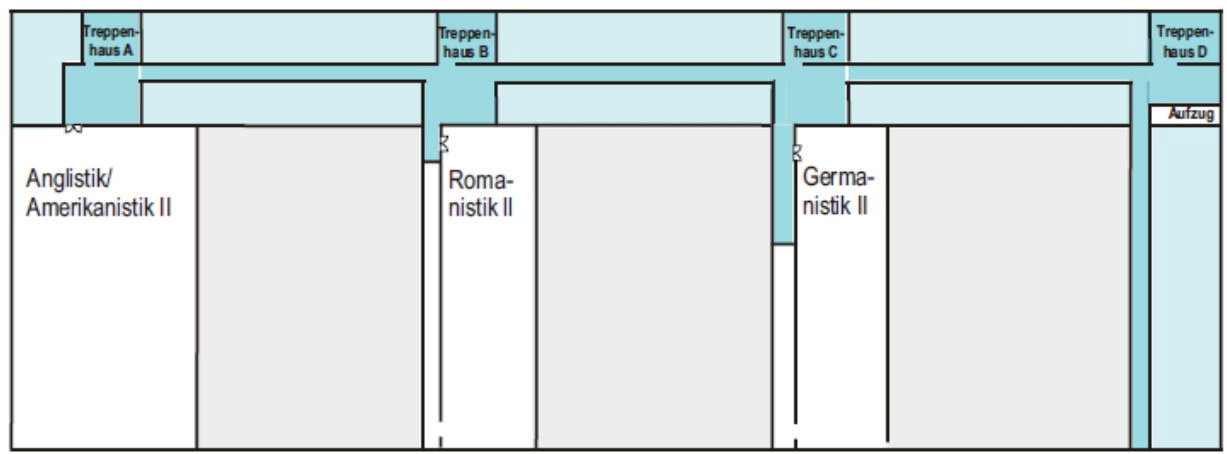 Treppen-
haus A
Treppen-
haus B
Treppen-
haus C
Treppen-
haus D
Aufzug
Anglistik/
Amerikanistik II
Roma-
nistik II
Germa-
nistik II